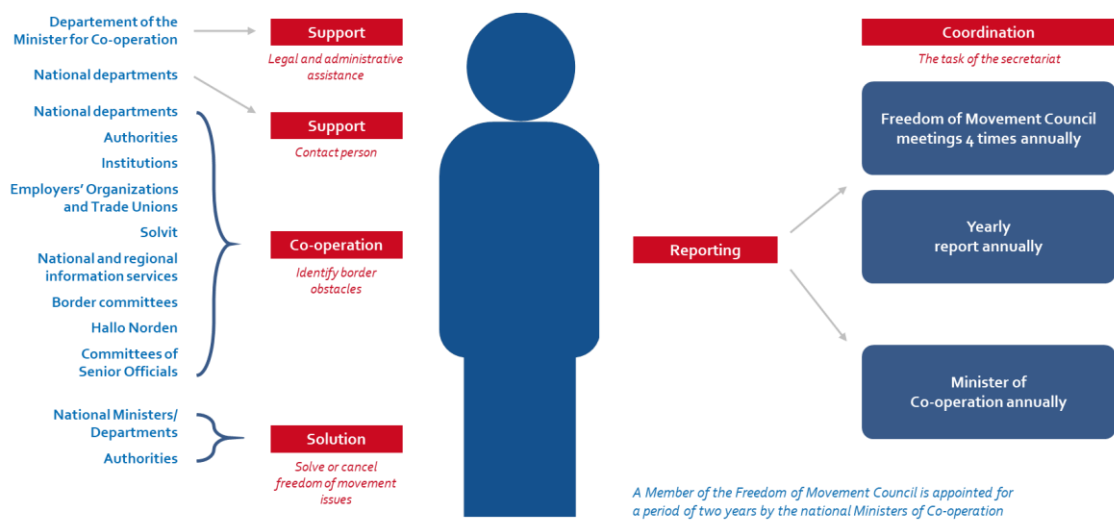 Departement of the
Minister for Co-operation
National departments
National departments
Authorities
Institutions
Employers' Organizations
and Trade Unions
Solvit
National and regional
information services
Border committees
Hallo Norden
Committees of
Senior Officials
National Ministers/
Departments
Authorities
Support
Legal and administrative
assistance
Support
Contact person
Co-operation
Identify border
obstacles
Solution
Solve or cancel
freedom of movement
issues
Reporting
Coordination
The task of the secretariat
Freedom of Movement Council
meetings 4 times annually
Yearly
report annually
Minister of
Co-operation annually
A Member of the Freedom of Movement Council is appointed for
a period of two years by the national Ministers of Co-operation